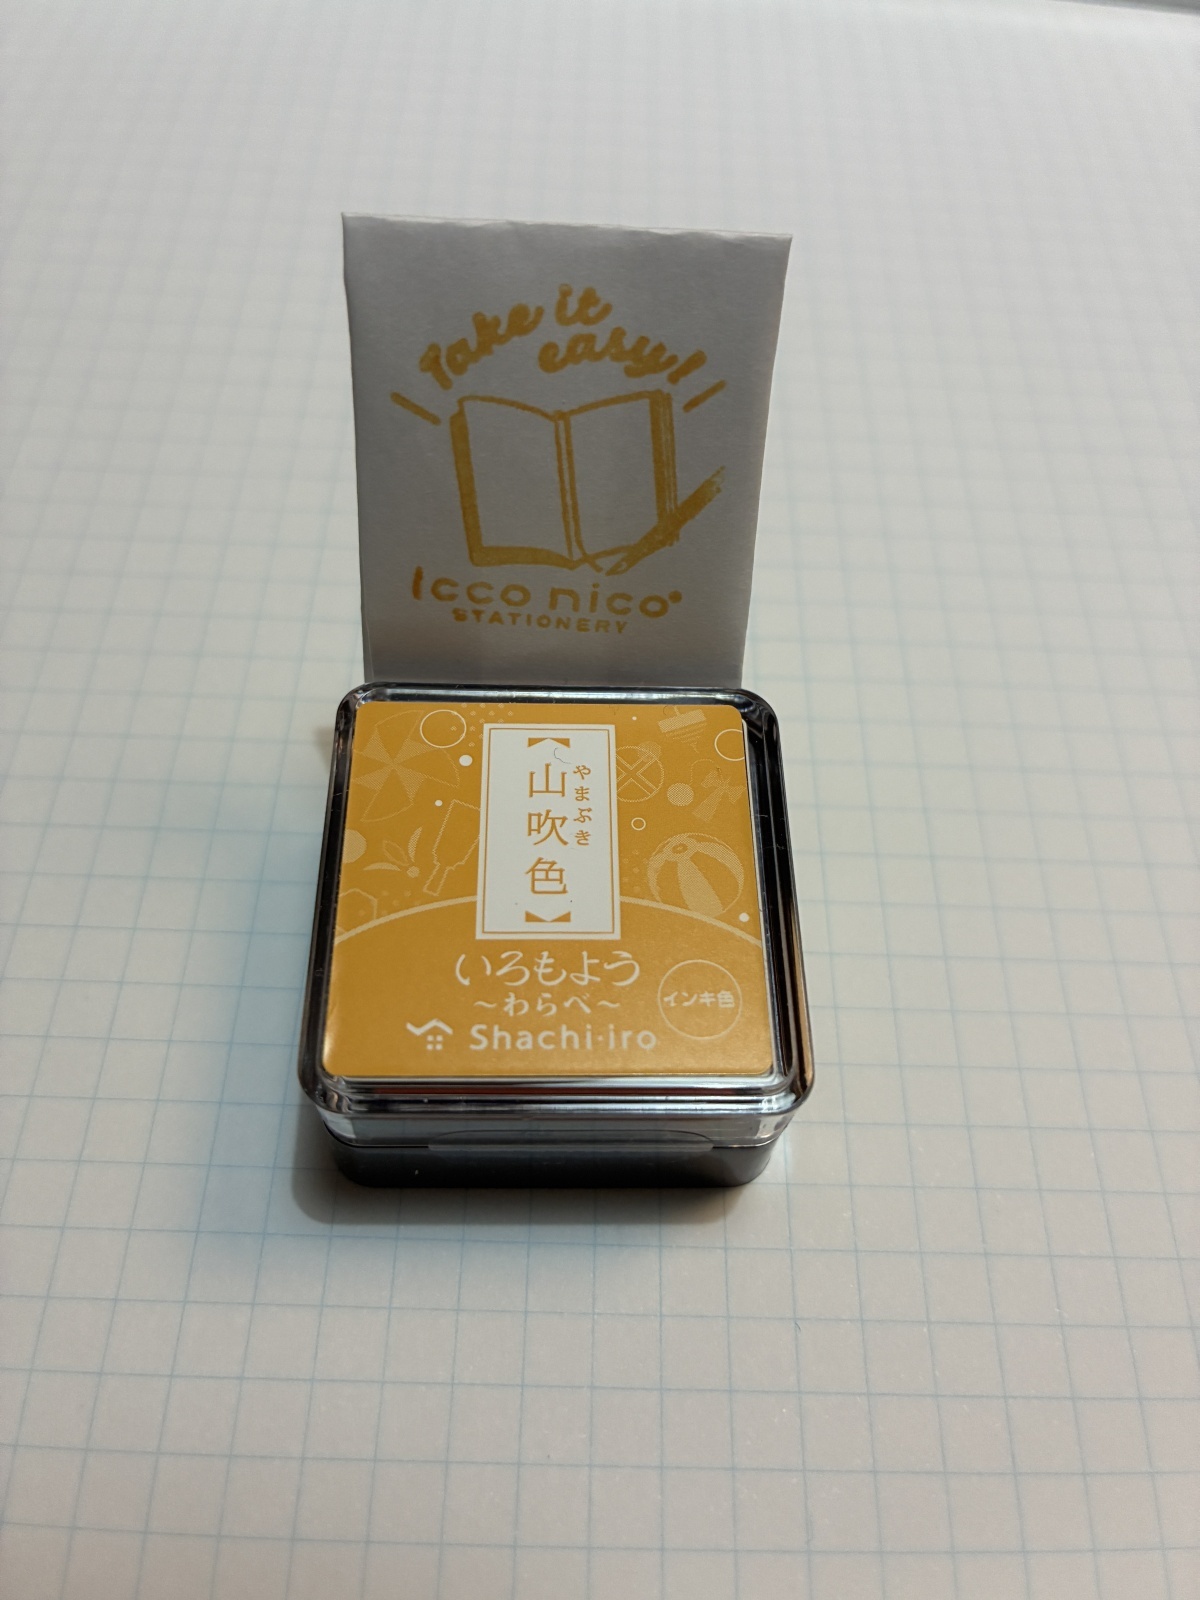 Take it
easy!
Icco nico
STATIONERY
【山吹色】
やまぶき
いろもよう
～わらべ～
インキ色
Shachi・iro